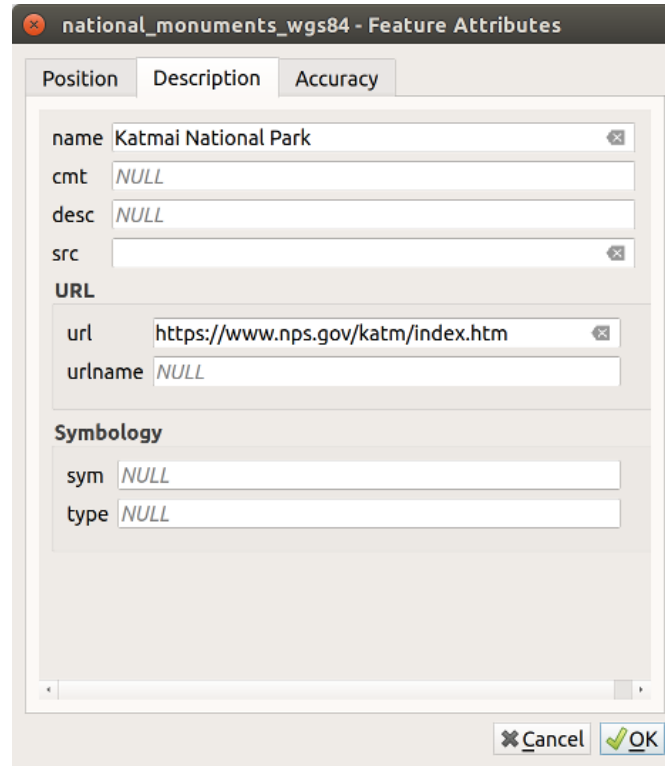 national_monuments_wgs84 - Feature Attributes
Position Description Accuracy
name Katmai National Park
cmt NULL
desc NULL
src
URL
url https://www.nps.gov/katm/index.htm
urlname NULL
Symbology
sym NULL
type NULL
Cancel OK